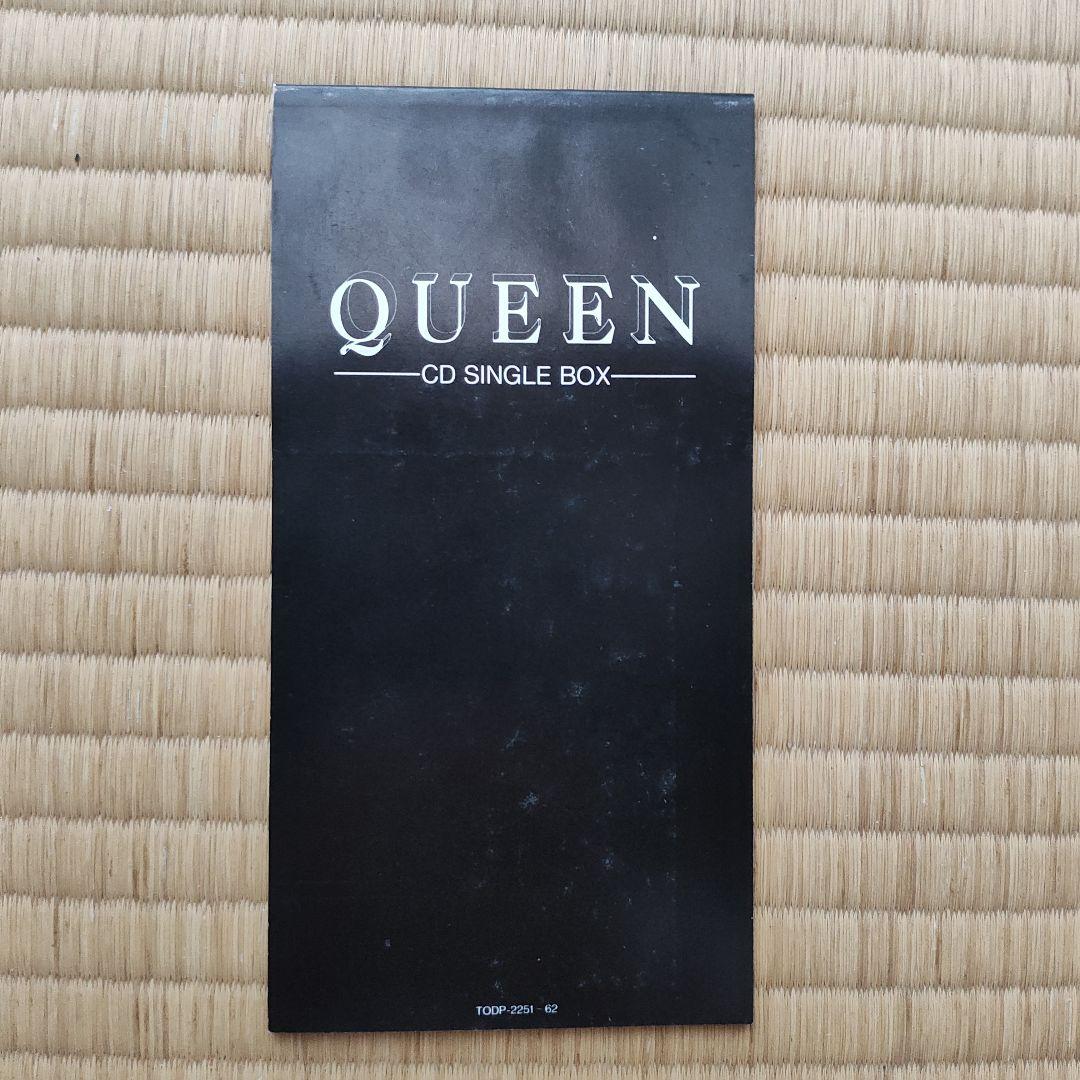 QUEEN
CD SINGLE BOX
TODP-2251-62